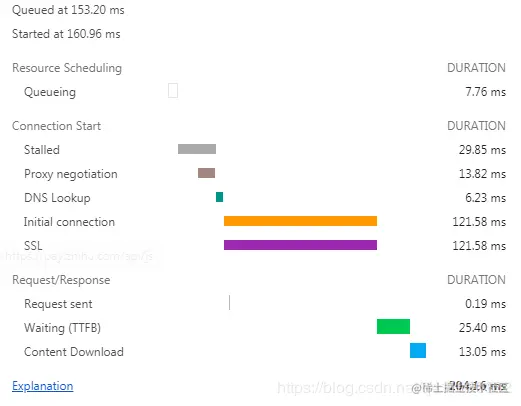 Queued at 153.20 ms
Started at 160.96 ms
Resource Scheduling DURATION
Queueing 7.76 ms
Connection Start DURATION
Stalled 29.85 ms
Proxy negotiation 13.82 ms
DNS Lookup 6.23 ms
Initial connection 121.58 ms
SSL 121.58 ms
Request/Response DURATION
Request sent 0.19 ms
Waiting (TTFB) 25.40 ms
Content Download 13.05 ms
Explanation 204.16 ms
https://blog.csdn.ne
@稀土掘金技术社区